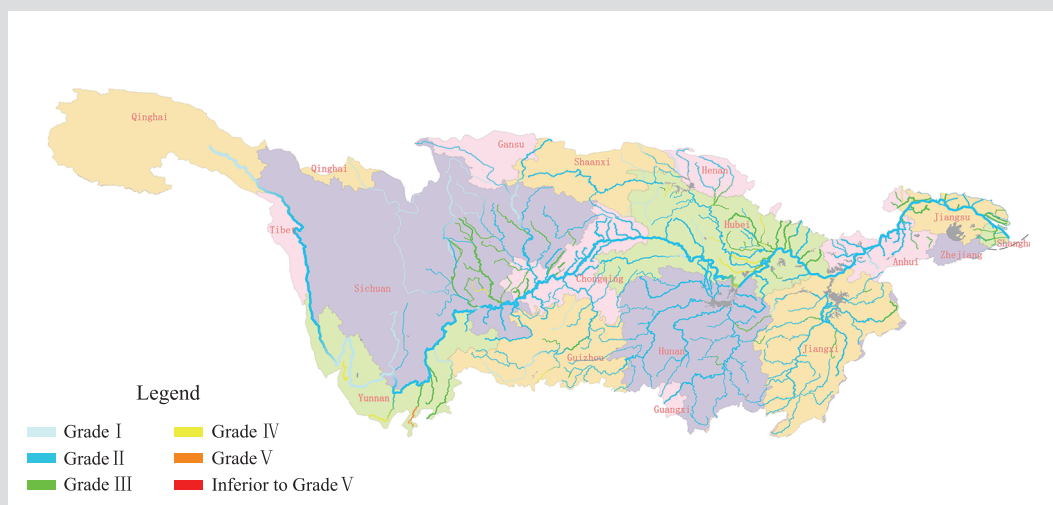 Qinghai
Gansu
Shaanxi
Qinghai
Henan
Jiangsu
Hubei
Tibet
Zhejiang
Anhui
Chongqing
Sichuan
Jiangxi
Hunan
Guizhou
Yunnan
Guangxi
Legend
Grade Ⅰ
Grade Ⅳ
Grade Ⅱ
Grade Ⅴ
Grade Ⅲ
Inferior to Grade Ⅴ